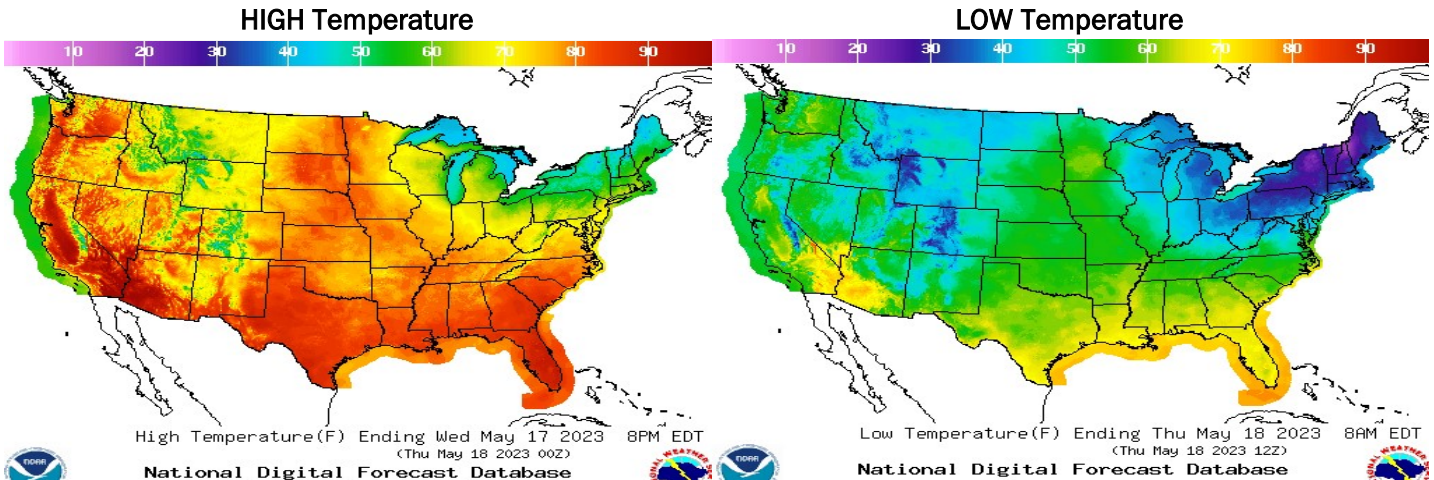 HIGH Temperature
10 20 30 40 50 60 70 80 90
High Temperature(F) Ending Wed May 17 2023 8PM EDT
(Thu May 18 2023 00Z)
National Digital Forecast Database
NOAA
LOW Temperature
10 20 30 40 50 60 70 80 90
Low Temperature(F) Ending Thu May 18 2023 8AM EDT
(Thu May 18 2023 12Z)
National Digital Forecast Database
NOAA